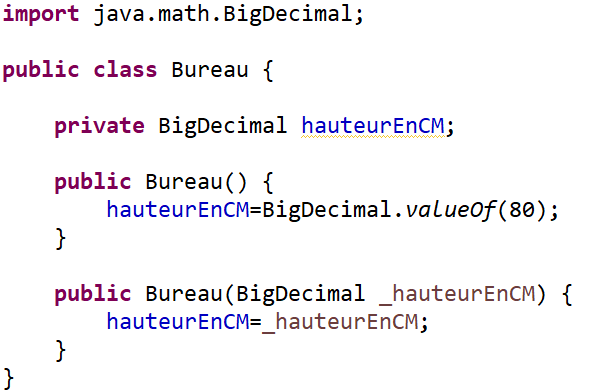 import java.math.BigDecimal;
public class Bureau {
private BigDecimal hauteurEnCM;
public Bureau() {
hauteurEnCM=BigDecimal.valueOf(80);
}
public Bureau(BigDecimal _hauteurEnCM) {
hauteurEnCM=_hauteurEnCM;
}
}